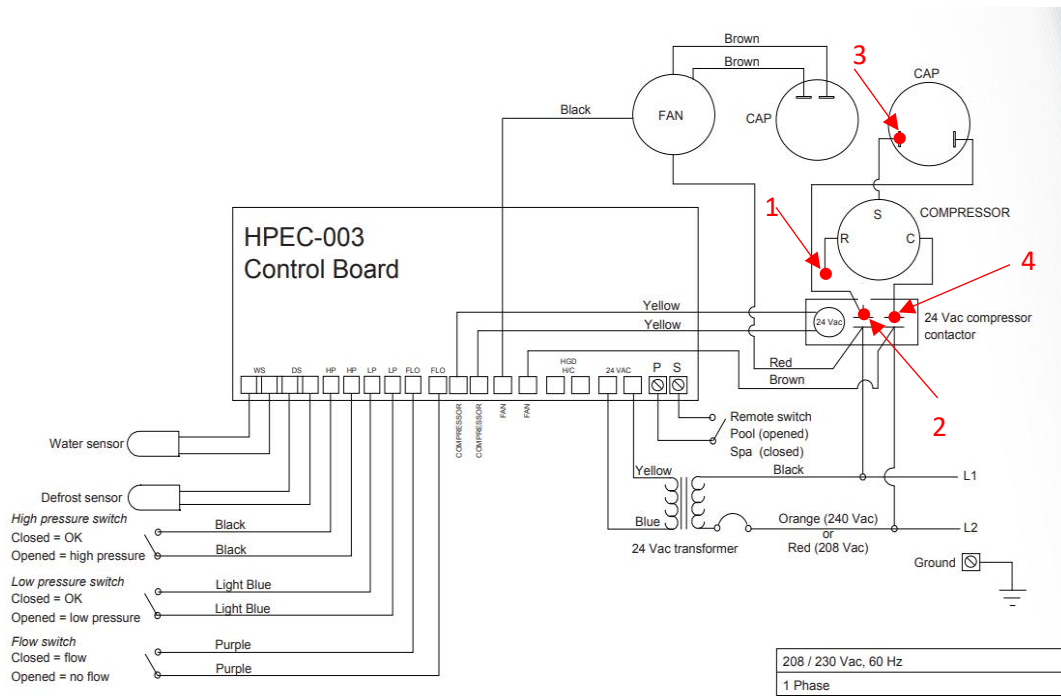 Brown
Brown
3
CAP
Black
FAN
CAP
1
S
COMPRESSOR
R
C
4
HPEC-003
Control Board
Yellow
Yellow
24 Vac
24 Vac compressor
contactor
Red
Brown
2
WS
DS
HP
HP
LP
LP
FLO
FLO
HGD
H/C
24 VAC
P
S
COMPRESSOR
COMPRESSOR
FAN
FAN
Remote switch
Pool (opened)
Spa (closed)
Water sensor
Defrost sensor
Yellow
Black
L1
Blue
Orange (240 Vac)
or
Red (208 Vac)
L2
24 Vac transformer
Ground
High pressure switch
Closed = OK
Opened = high pressure
Black
Black
Low pressure switch
Closed = OK
Opened = low pressure
Light Blue
Light Blue
Flow switch
Closed = flow
Opened = no flow
Purple
Purple
208 / 230 Vac, 60 Hz
1 Phase